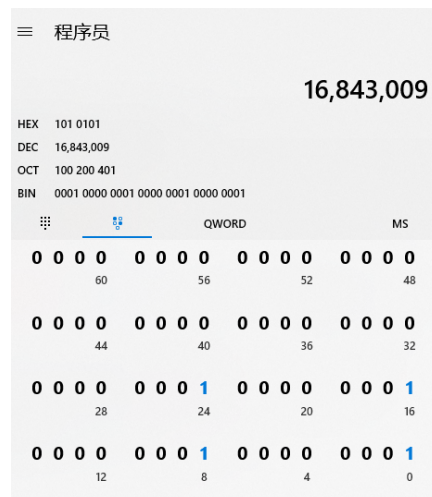 程序员
16,843,009
HEX 101 0101
DEC 16,843,009
OCT 100 200 401
BIN 0001 0000 0001 0000 0001 0000 0001
QWORD MS
0 0 0 0 0 0 0 0 0 0 0 0 0 0 0 0
60 56 52 48
0 0 0 0 0 0 0 0 0 0 0 0 0 0 0 0
44 40 36 32
0 0 0 0 0 0 0 1 0 0 0 0 0 0 0 1
28 24 20 16
0 0 0 0 0 0 0 1 0 0 0 0 0 0 0 1
12 8 4 0